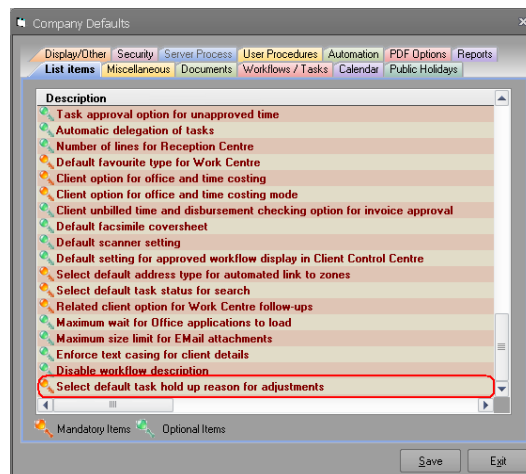 Company Defaults
Display/Other Security Server Process User Procedures Automation PDF Options Reports
List items Miscellaneous Documents Workflows / Tasks Calendar Public Holidays
Description
Task approval option for unapproved time
Automatic delegation of tasks
Number of lines for Reception Centre
Default favourite type for Work Centre
Client option for office and time costing
Client option for office and time costing mode
Client unbilled time and disbursement checking option for invoice approval
Default facsimile coversheet
Default scanner setting
Default setting for approved workflow display in Client Control Centre
Select default address type for automated link to zones
Select default task status for search
Related client option for Work Centre follow-ups
Maximum wait for Office applications to load
Maximum size limit for EMail attachments
Enforce text casing for client details
Disable workflow description
Select default task hold up reason for adjustments
Mandatory Items Optional Items
Save Exit